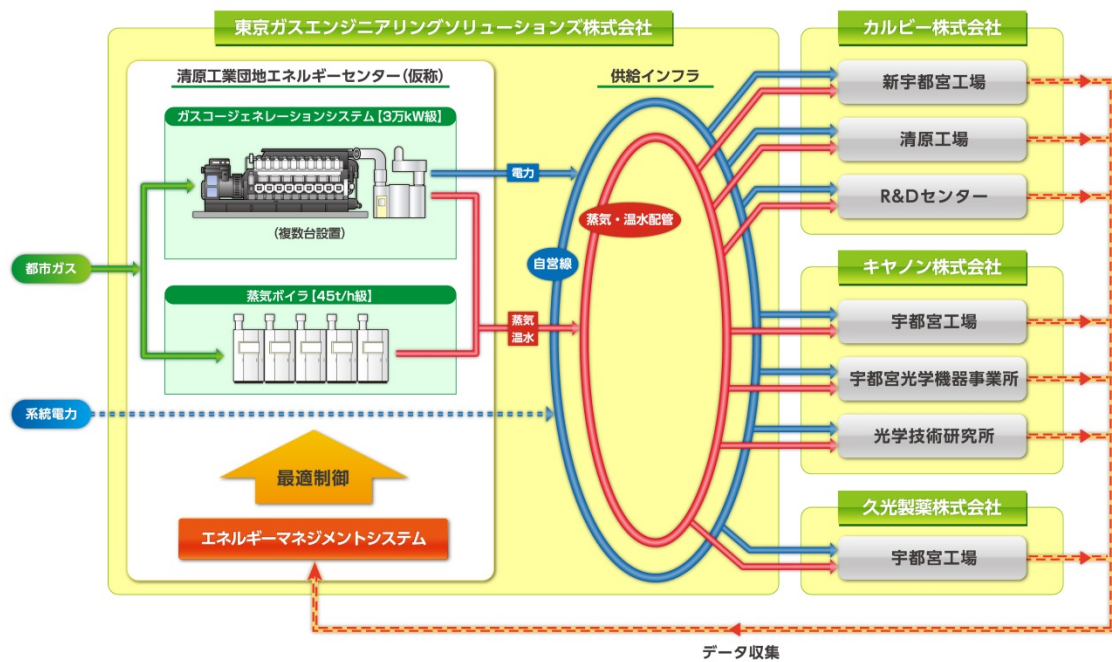 東京ガスエンジニアリングソリューションズ株式会社
清原工業団地エネルギーセンター(仮称)
ガスコージェネレーションシステム【3万kW級】
(複数台設置)
蒸気ボイラ【45t/h級】
都市ガス
系統電力
最適制御
エネルギーマネジメントシステム
電力
蒸気
温水
供給インフラ
蒸気・温水配管
自営線
カルビー株式会社
新宇都宮工場
清原工場
R&Dセンター
キヤノン株式会社
宇都宮工場
宇都宮光学機器事業所
光学技術研究所
久光製薬株式会社
宇都宮工場
データ収集